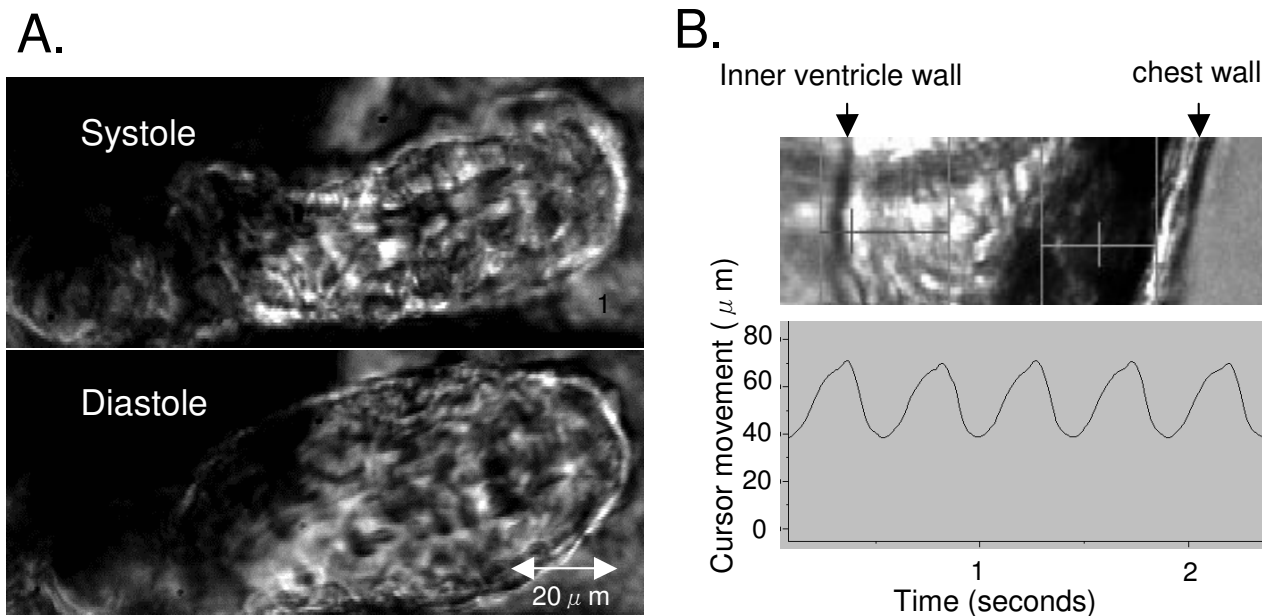 A.
Systole
1
Diastole
20 μ m
B.
Inner ventricle wall
chest wall
Cursor movement ( μ m)
80
60
40
20
0
1
2
Time (seconds)